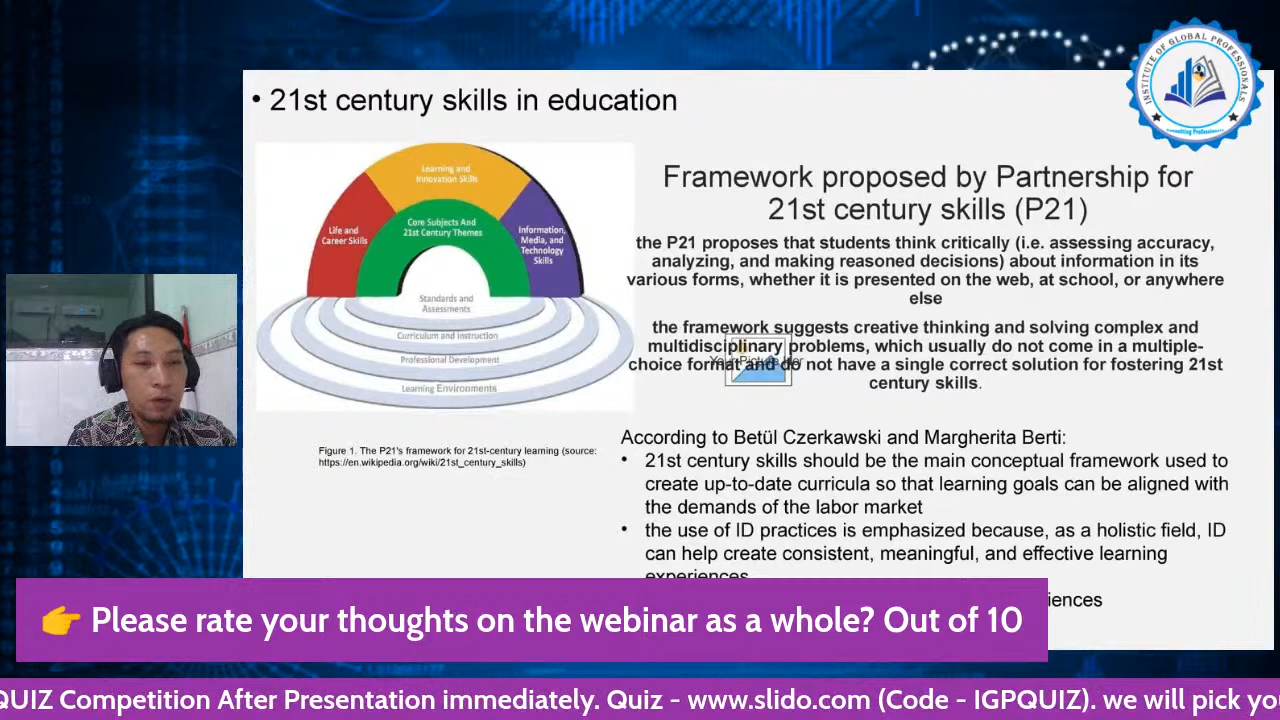 • 21st century skills in education
INSTITUTE OF GLOBAL PROFESSIONALS
Consulting Professionals
Learning and
Innovation Skills
Core Subjects And
21st Century Themes
Life and
Career Skills
Information,
Media, and
Technology
Skills
Standards and
Assessments
Curriculum and Instruction
Professional Development
Learning Environments
Figure 1. The P21's framework for 21st-century learning (source:
https://en.wikipedia.org/wiki/21st_century_skills)
Framework proposed by Partnership for
21st century skills (P21)
the P21 proposes that students think critically (i.e. assessing accuracy,
analyzing, and making reasoned decisions) about information in its
various forms, whether it is presented on the web, at school, or anywhere
else
the framework suggests creative thinking and solving complex and
multidisciplinary problems, which usually do not come in a multiple-
choice format and do not have a single correct solution for fostering 21st
century skills.
Your Picture Her
According to Betül Czerkawski and Margherita Berti:
• 21st century skills should be the main conceptual framework used to
create up-to-date curricula so that learning goals can be aligned with
the demands of the labor market
• the use of ID practices is emphasized because, as a holistic field, ID
can help create consistent, meaningful, and effective learning
experiences
iences
👉 Please rate your thoughts on the webinar as a whole? Out of 10
QUIZ Competition After Presentation immediately. Quiz - www.slido.com (Code - IGPQUIZ). we will pick yo